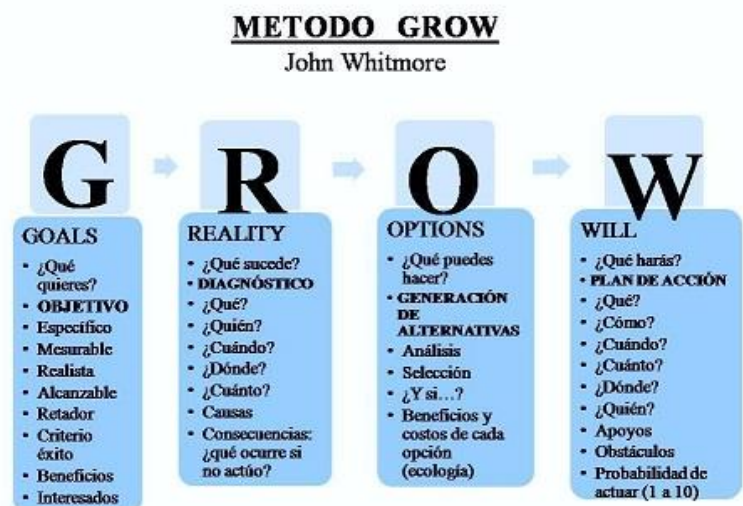 METODO GROW
John Whitmore
G
R
O
W
GOALS
• ¿Qué
quieres?
• OBJETIVO
• Específico
• Mesurable
• Realista
• Alcanzable
• Retador
• Criterio
éxito
• Beneficios
• Interesados
REALITY
• ¿Qué sucede?
• DIAGNÓSTICO
• ¿Qué?
• ¿Quién?
• ¿Cuándo?
• ¿Dónde?
• ¿Cuánto?
• Causas
• Consecuencias:
¿qué ocurre si
no actúo?
OPTIONS
• ¿Qué puedes
hacer?
• GENERACIÓN
DE
ALTERNATIVAS
• Análisis
• Selección
• ¿Y si…?
• Beneficios y
costos de cada
opción
(ecología)
WILL
• ¿Qué harás?
• PLAN DE ACCIÓN
• ¿Qué?
• ¿Cómo?
• ¿Cuándo?
• ¿Cuánto?
• ¿Dónde?
• ¿Quién?
• Apoyos
• Obstáculos
• Probabilidad de
actuar (1 a 10)